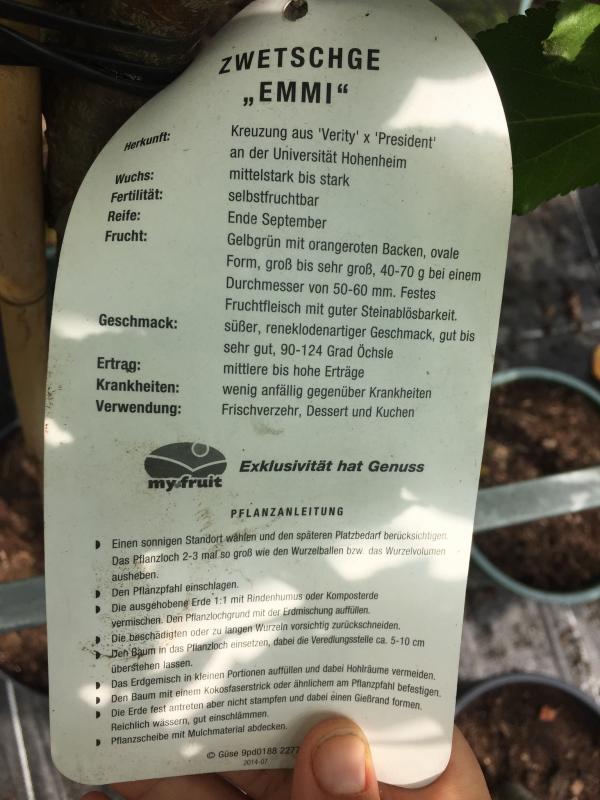 ZWETSCHGE
„EMMI“
Herkunft: Kreuzung aus 'Verity' x 'President'
an der Universität Hohenheim
Wuchs: mittelstark bis stark
Fertilität: selbstfruchtbar
Reife: Ende September
Frucht: Gelbgrün mit orangeroten Backen, ovale
Form, groß bis sehr groß, 40-70 g bei einem
Durchmesser von 50-60 mm. Festes
Fruchtfleisch mit guter Steinablösbarkeit.
Geschmack: süßer, reneklodenartiger Geschmack, gut bis
sehr gut, 90-124 Grad Öchsle
Ertrag: mittlere bis hohe Erträge
Krankheiten: wenig anfällig gegenüber Krankheiten
Verwendung: Frischverzehr, Dessert und Kuchen
my fruit Exklusivität hat Genuss
PFLANZANLEITUNG
Einen sonnigen Standort wählen und den späteren Platzbedarf berücksichtigen.
Das Pflanzloch 2-3 mal so groß wie den Wurzelballen bzw. das Wurzelvolumen
ausheben.
Den Pflanzpfahl einschlagen.
Die ausgehobene Erde 1:1 mit Rindenhumus oder Komposterde
vermischen. Den Pflanzlochgrund mit der Erdmischung auffüllen.
Die beschädigten oder zu langen Wurzeln vorsichtig zurückschneiden.
Den Baum in das Pflanzloch einsetzen, dabei die Veredlungsstelle ca. 5-10 cm
überstehen lassen.
Das Erdgemisch in kleinen Portionen auffüllen und dabei Hohlräume vermeiden.
Den Baum mit einem Kokosfaserstrick oder ähnlichem am Pflanzpfahl befestigen.
Die Erde fest antreten aber nicht stampfen und dabei einen Gießrand formen.
Reichlich wässern, gut einschlämmen.
Pflanzscheibe mit Mulchmaterial abdecken.
© Güse 9pd0188 2277
2014-07